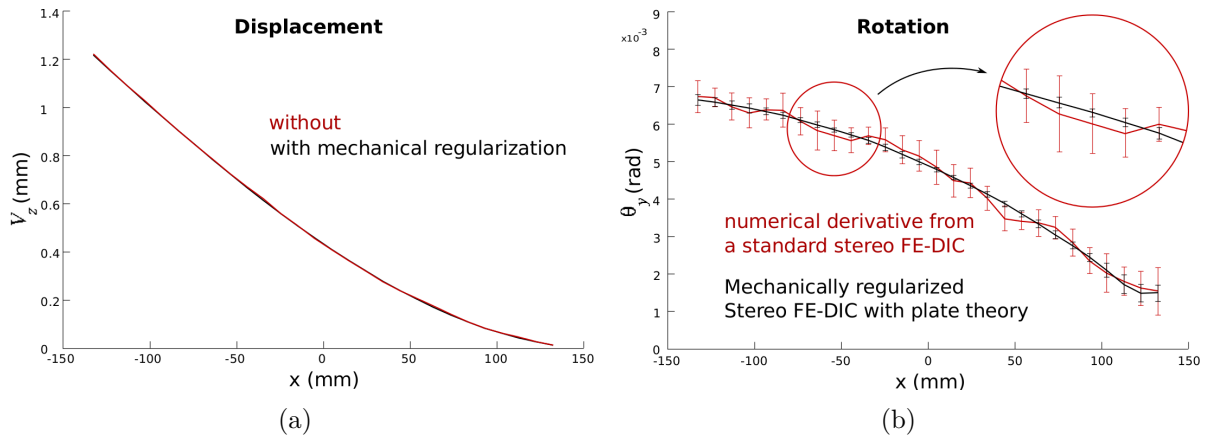 Displacement
1.4
1.2
1
0.8
0.6
0.4
0.2
0
V_z (mm)
without
with mechanical regularization
-150
-100
-50
0
50
100
150
x (mm)
(a)
Rotation
9
x10⁻³
8
7
6
5
4
3
2
1
0
θ_y (rad)
numerical derivative from
a standard stereo FE-DIC
Mechanically regularized
Stereo FE-DIC with plate theory
-150
-100
-50
0
50
100
150
x (mm)
(b)